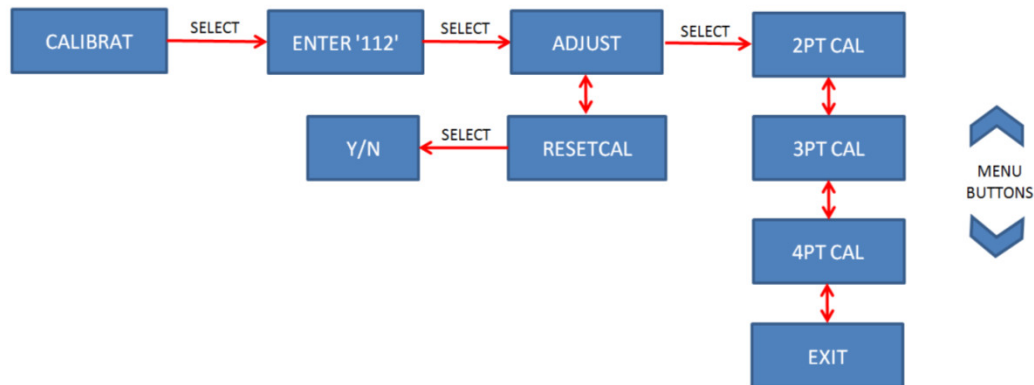 CALIBRAT
SELECT
ENTER '112'
SELECT
ADJUST
SELECT
2PT CAL
Y/N
SELECT
RESETCAL
3PT CAL
MENU
BUTTONS
4PT CAL
EXIT